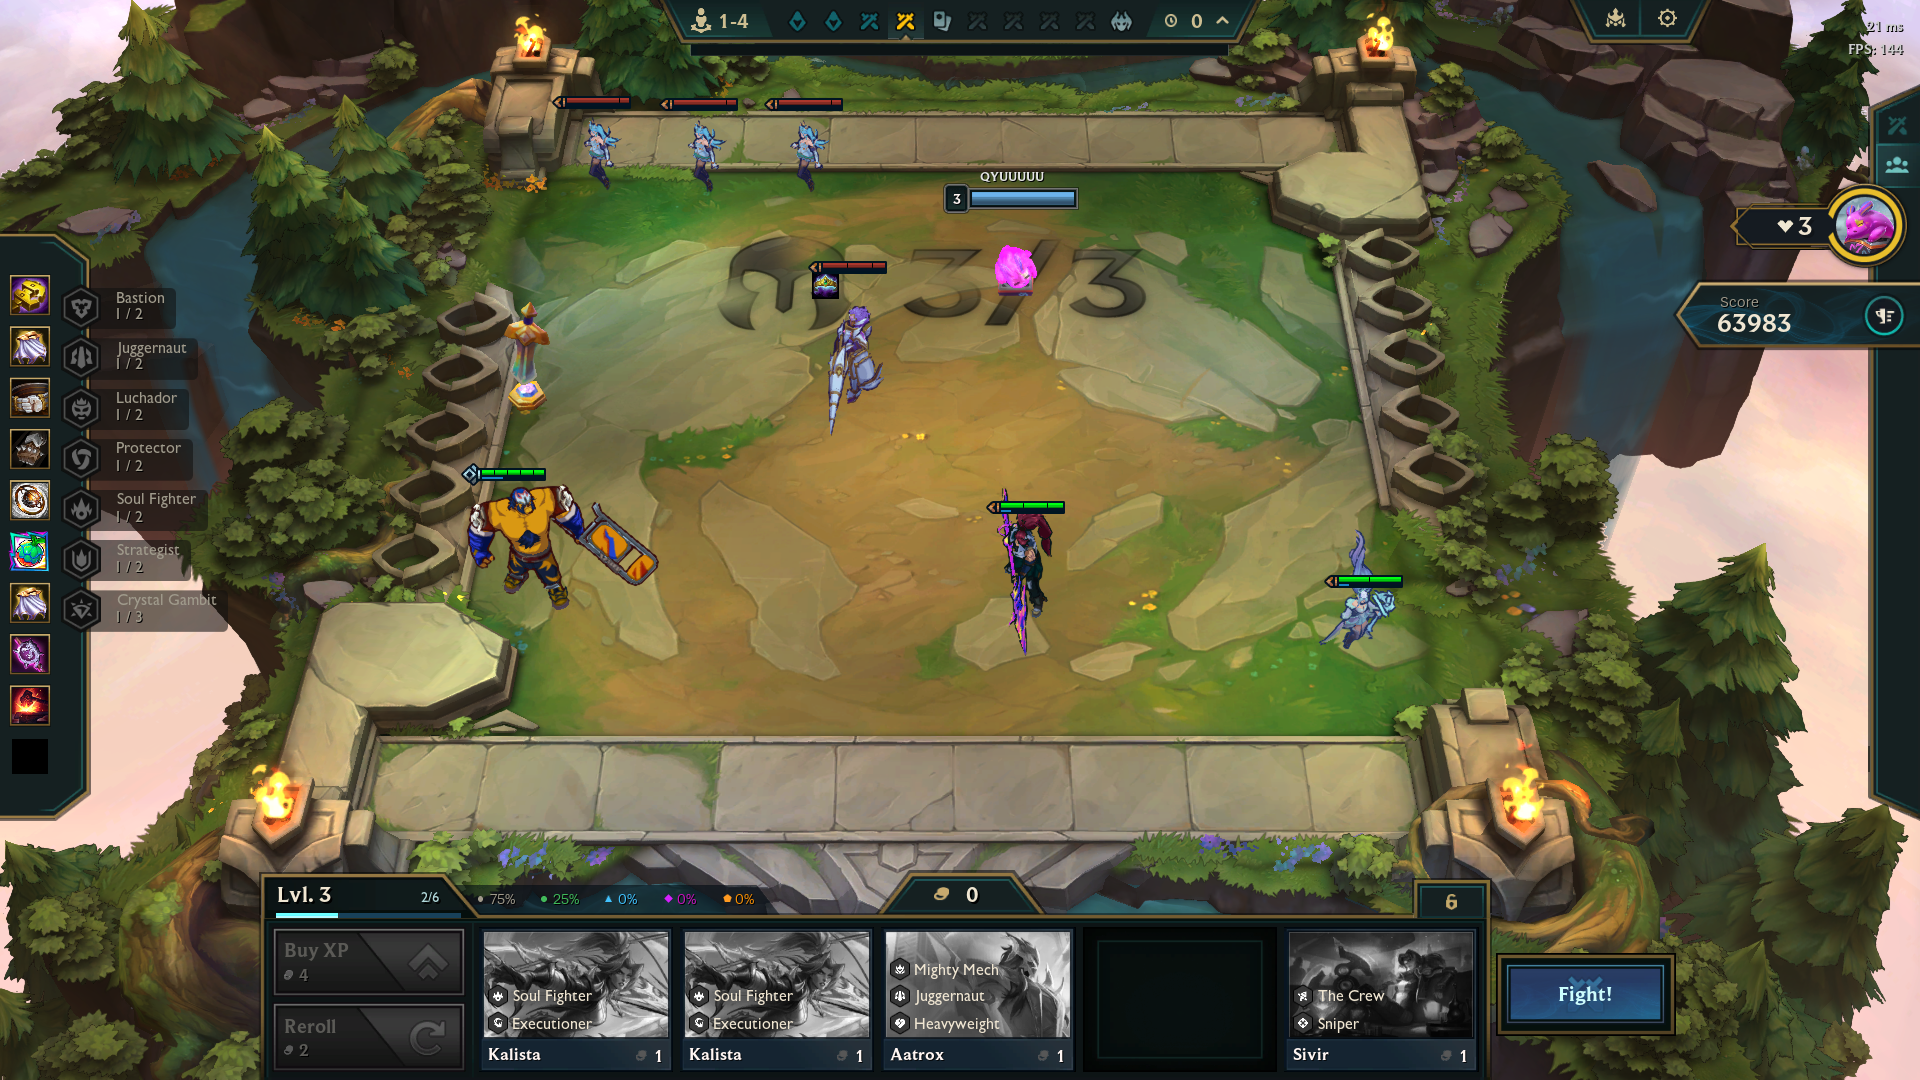 1-4
0
21 ms
FPS: 144
QYUUUUU
3
3/3
3
Score
63983
Bastion
1 / 2
Juggernaut
1 / 2
Luchador
1 / 2
Protector
1 / 2
Soul Fighter
1 / 2
Strategist
1 / 2
Crystal Gambit
1 / 3
Lvl. 3
2/6
75%
25%
0%
0%
0%
0
6
Buy XP
4
Reroll
2
Soul Fighter
Executioner
Kalista
1
Soul Fighter
Executioner
Kalista
1
Mighty Mech
Juggernaut
Heavyweight
Aatrox
1
The Crew
Sniper
Sivir
1
Fight!